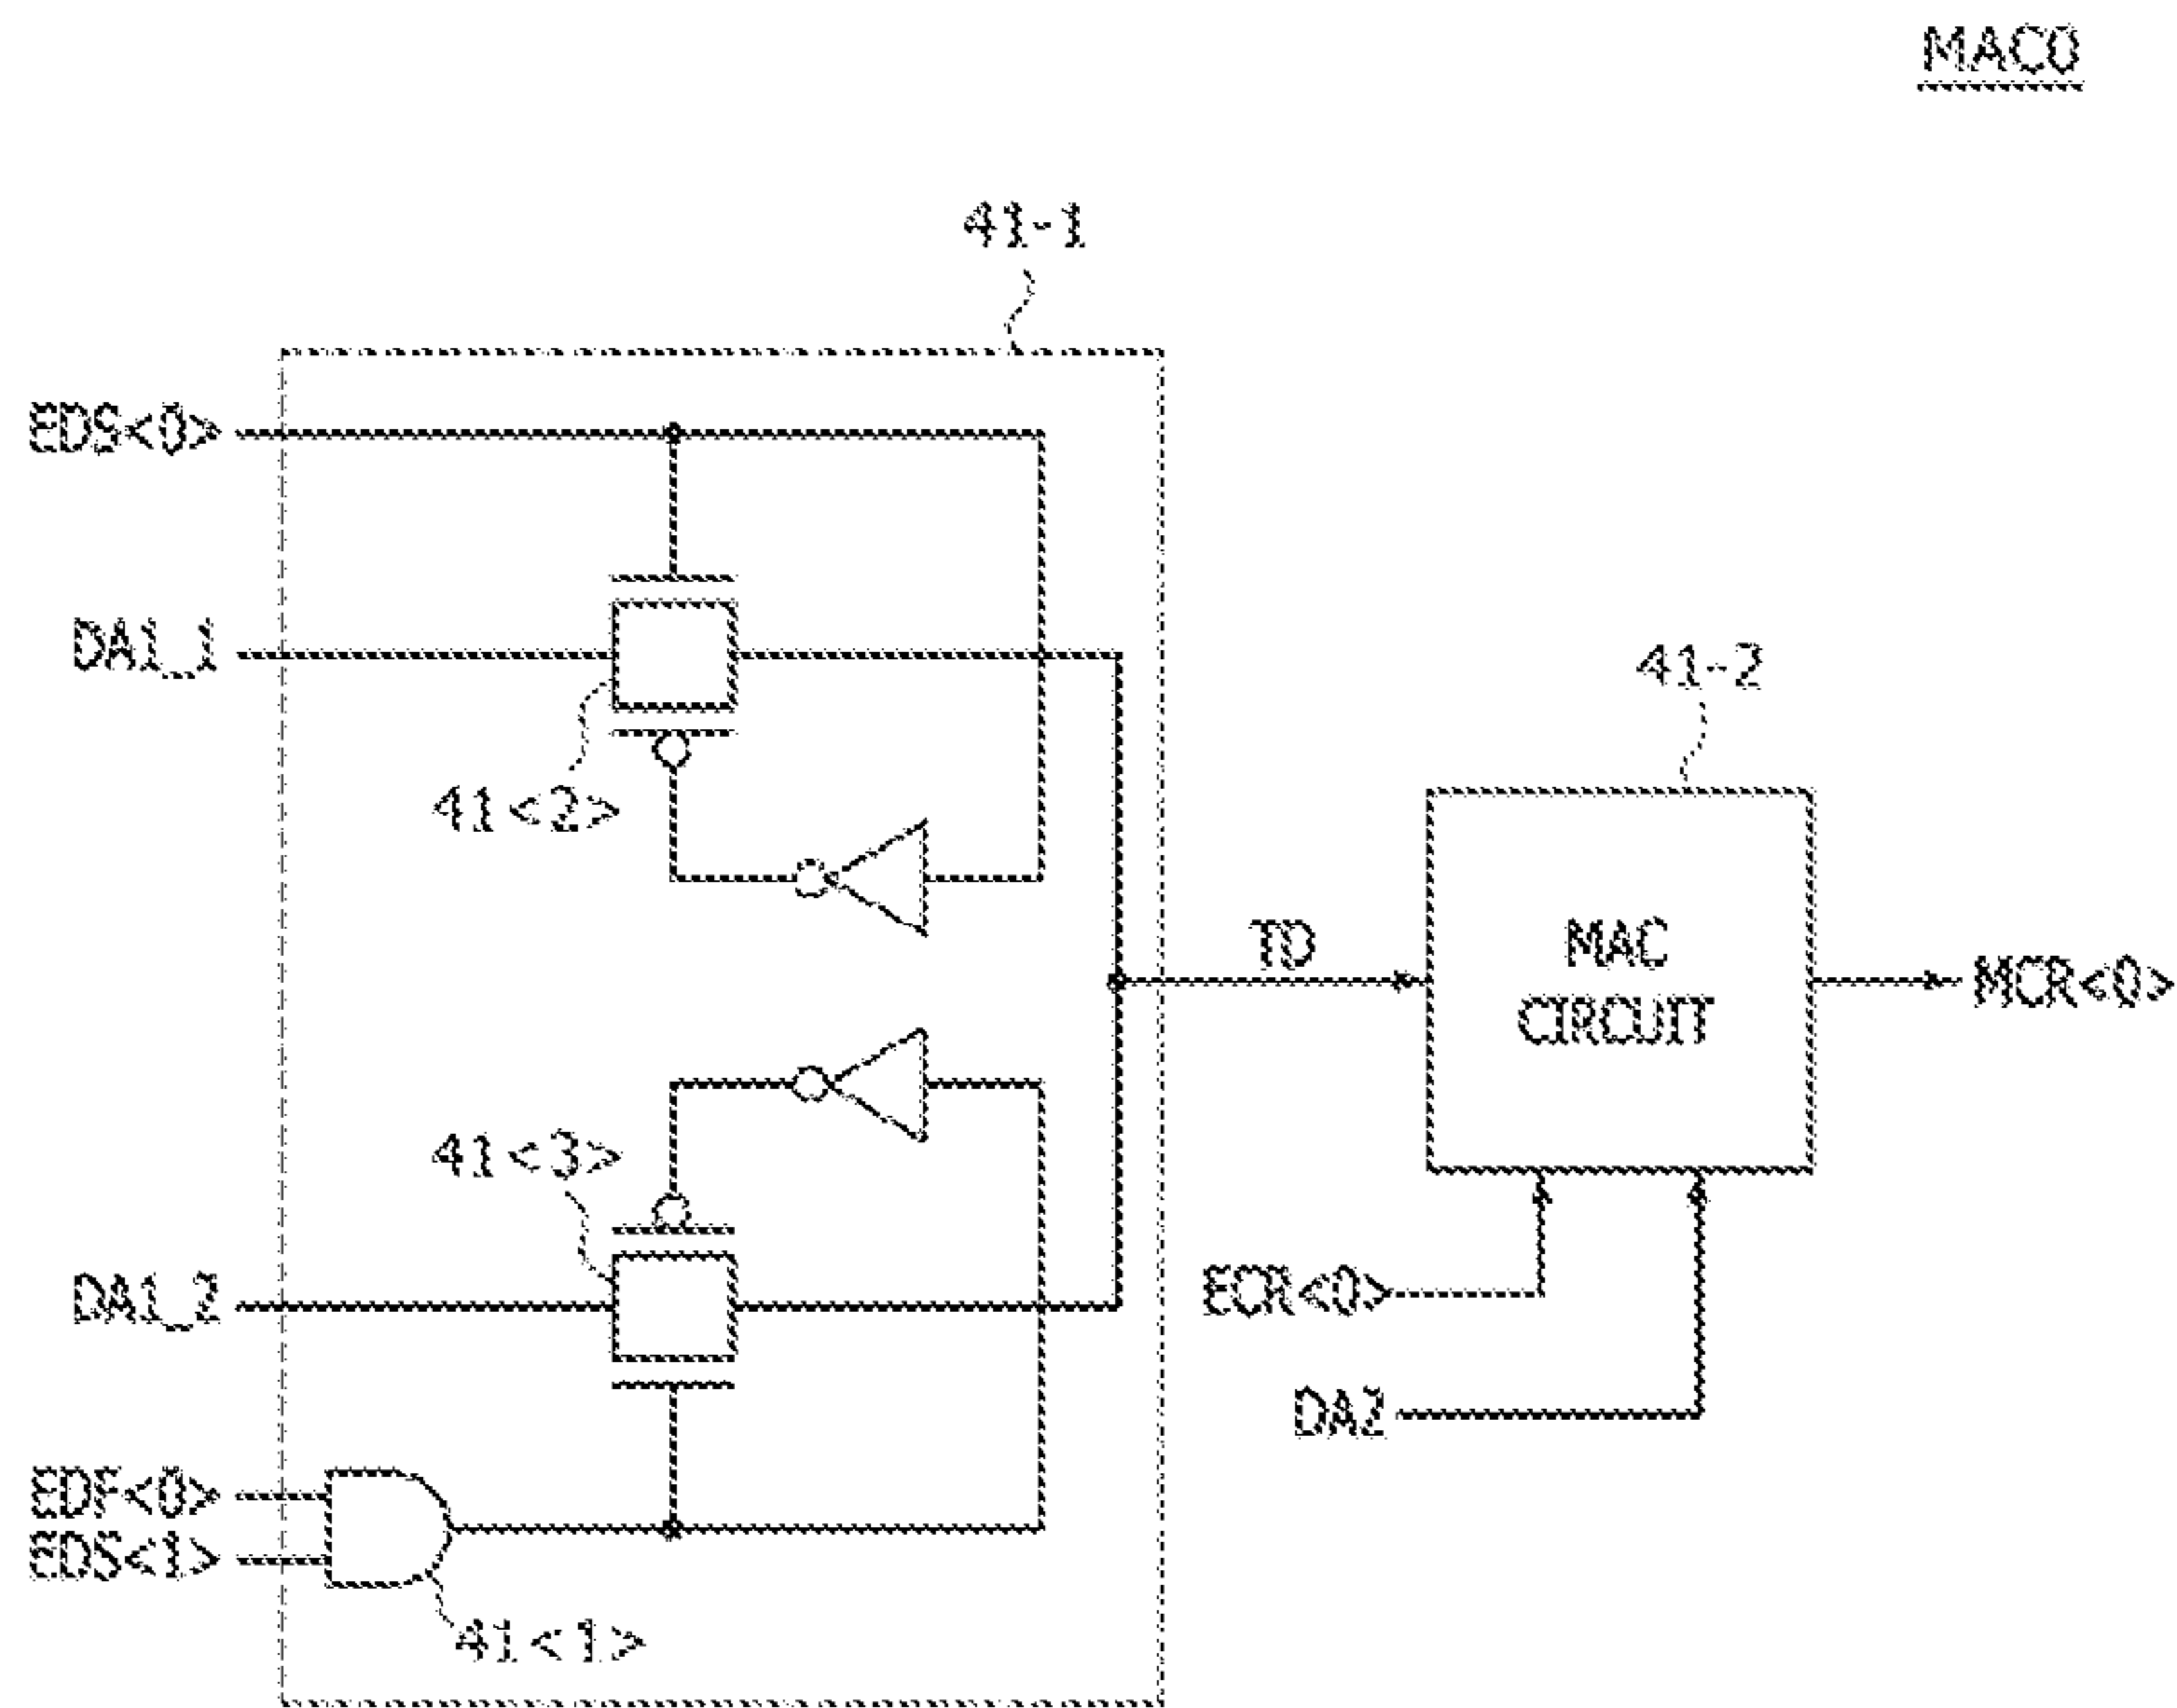 MAC0
41-1
EDS<0>
DA1_1
41-2
41<2>
TD
MAC
CIRCUIT
MCR<0>
41<3>
ECR<0>
DA1_2
DA2
EDF<0>
EDS<1>
41<1>